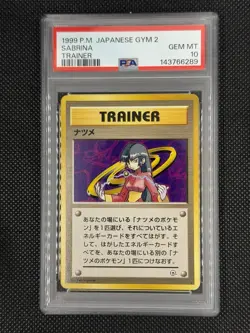 1999 P.M. JAPANESE GYM 2
SABRINA
GEM MT
TRAINER
10
PSA
143766289
TRAINER
ナツメ
あなたの場にいる「ナツメのポケモ
ン」を1匹選び、それについているエ
ネルギーカードをすべてはがす。そし
て、はがしたエネルギーカードをすべ
て、あなたの場にいる別の「ナツメの
ポケモン」1匹につけなおす。